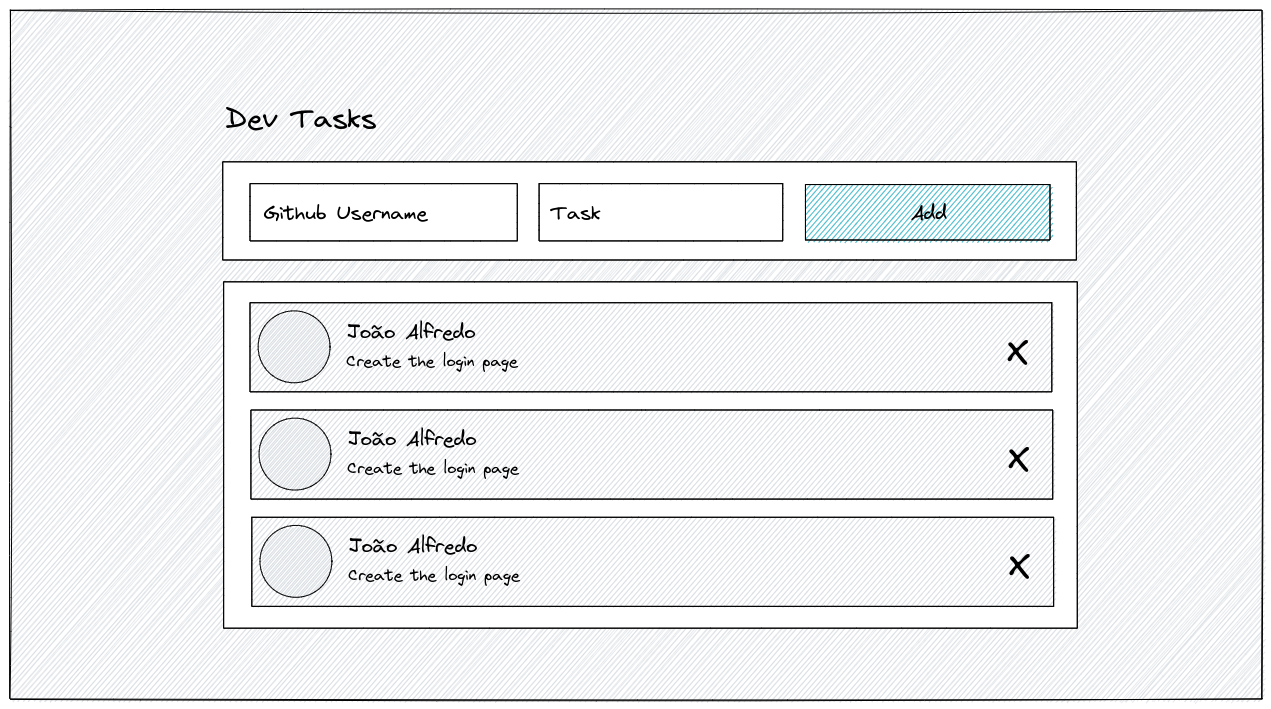 Dev Tasks
Github Username
Task
Add
João Alfredo
Create the login page
X
João Alfredo
Create the login page
X
João Alfredo
Create the login page
X